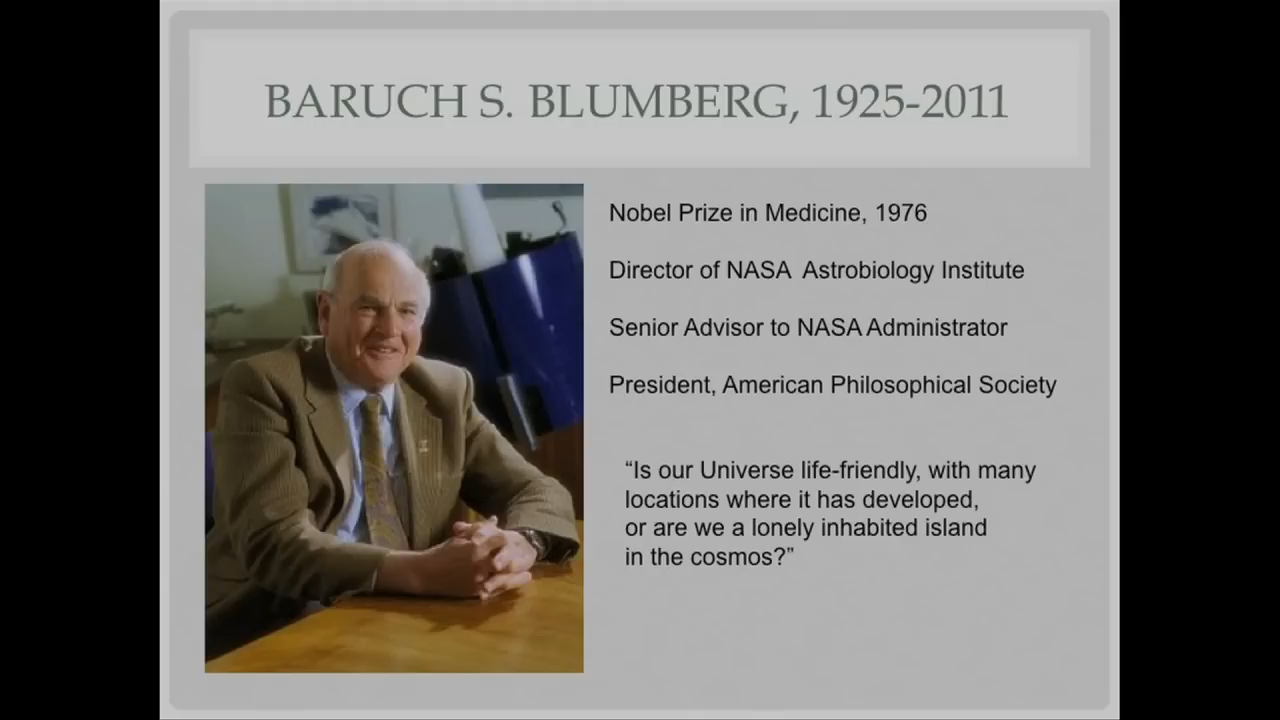 BARUCH S. BLUMBERG, 1925-2011
Nobel Prize in Medicine, 1976
Director of NASA Astrobiology Institute
Senior Advisor to NASA Administrator
President, American Philosophical Society
“Is our Universe life-friendly, with many
locations where it has developed,
or are we a lonely inhabited island
in the cosmos?”